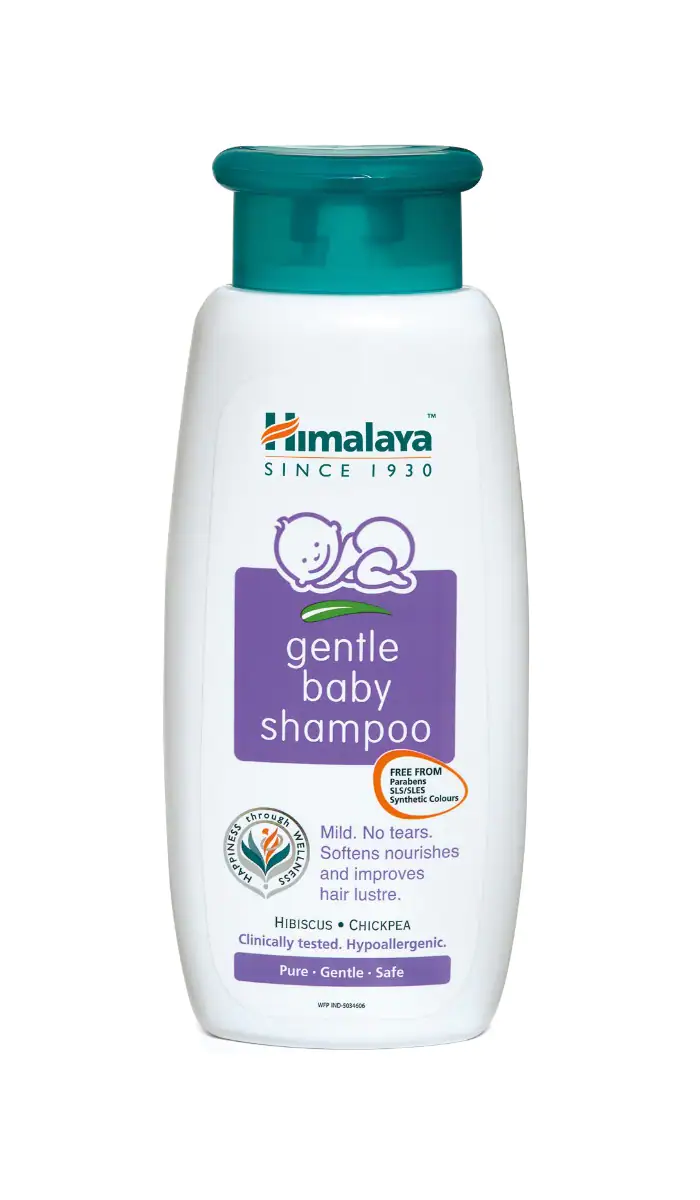 Himalaya™
SINCE 1930
gentle
baby
shampoo
FREE FROM
Parabens
SLS/SLES
Synthetic Colours
HAPPINESS through WELLNESS
Mild. No tears.
Softens nourishes
and improves
hair lustre.
HIBISCUS • CHICKPEA
Clinically tested. Hypoallergenic.
Pure · Gentle · Safe
WFP IND-5034606